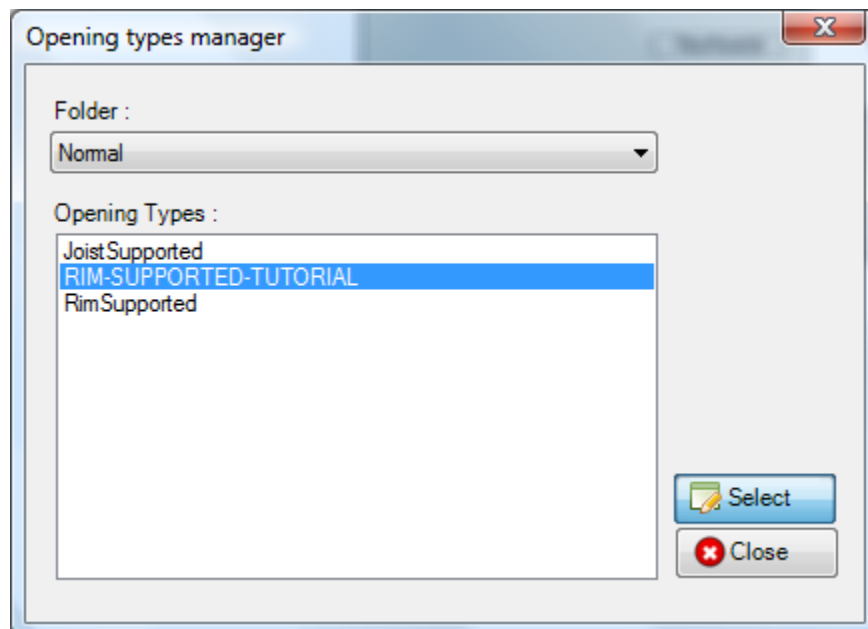 Opening types manager
Folder :
Normal
Opening Types :
JoistSupported
RIM-SUPPORTED-TUTORIAL
RimSupported
Select
Close